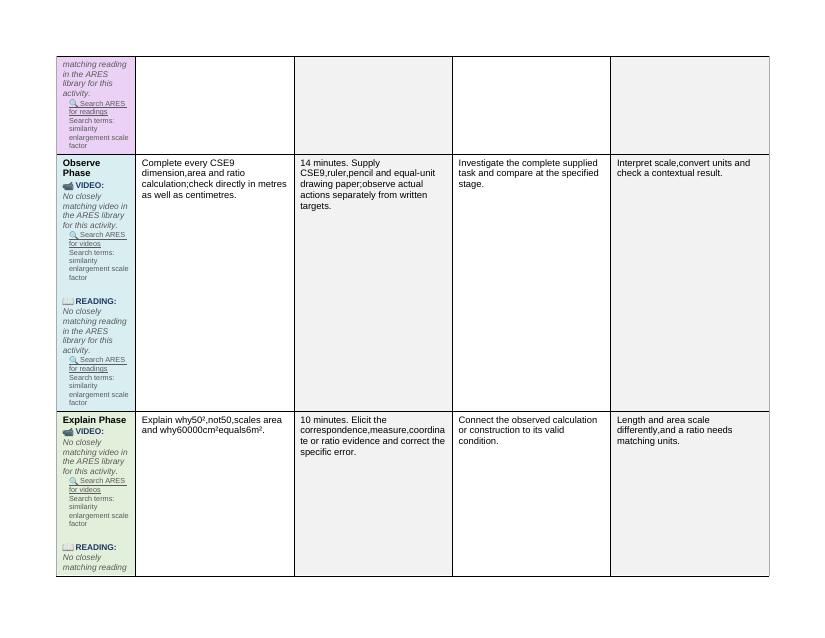 matching reading
in the ARES
library for this
activity.
🔍 Search ARES
for readings
Search terms:
similarity
enlargement scale
factor
Observe
Phase
📹 VIDEO:
No closely
matching video in
the ARES library
for this activity.
🔍 Search ARES
for videos
Search terms:
similarity
enlargement scale
factor
📖 READING:
No closely
matching reading
in the ARES
library for this
activity.
🔍 Search ARES
for readings
Search terms:
similarity
enlargement scale
factor
Complete every CSE9
dimension,area and ratio
calculation;check directly in metres
as well as centimetres.
14 minutes. Supply
CSE9,ruler,pencil and equal-unit
drawing paper;observe actual
actions separately from written
targets.
Investigate the complete supplied
task and compare at the specified
stage.
Interpret scale,convert units and
check a contextual result.
Explain Phase
📹 VIDEO:
No closely
matching video in
the ARES library
for this activity.
🔍 Search ARES
for videos
Search terms:
similarity
enlargement scale
factor
📖 READING:
No closely
matching reading
Explain why50²,not50,scales area
and why60000cm²equals6m².
10 minutes. Elicit the
correspondence,measure,coordina
te or ratio evidence and correct the
specific error.
Connect the observed calculation
or construction to its valid
condition.
Length and area scale
differently,and a ratio needs
matching units.